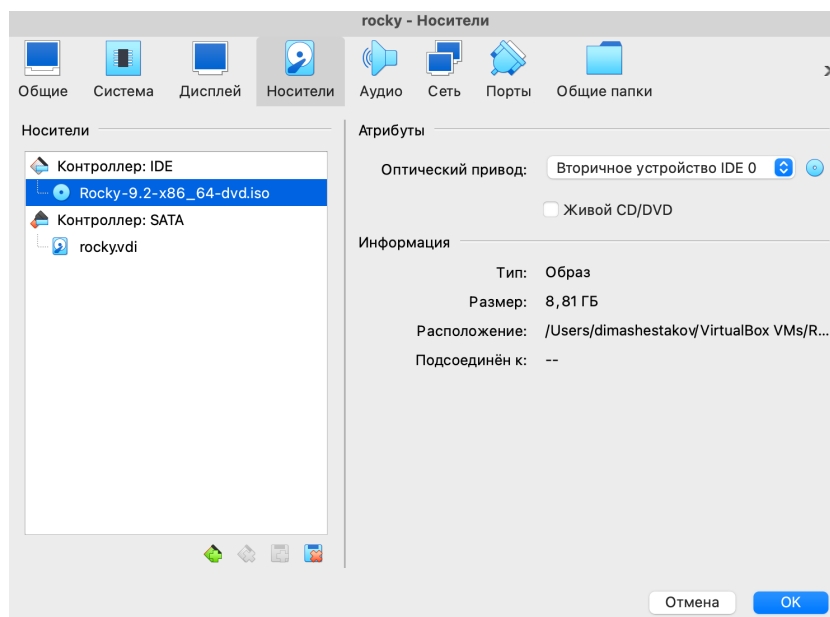 rocky - Носители
Общие Система Дисплей Носители Аудио Сеть Порты Общие папки
Носители
Контроллер: IDE
Rocky-9.2-x86_64-dvd.iso
Контроллер: SATA
rocky.vdi
Атрибуты
Оптический привод: Вторичное устройство IDE 0
Живой CD/DVD
Информация
Тип: Образ
Размер: 8,81 ГБ
Расположение: /Users/dimashestakov/VirtualBox VMs/R...
Подсоединён к: --
Отмена OK